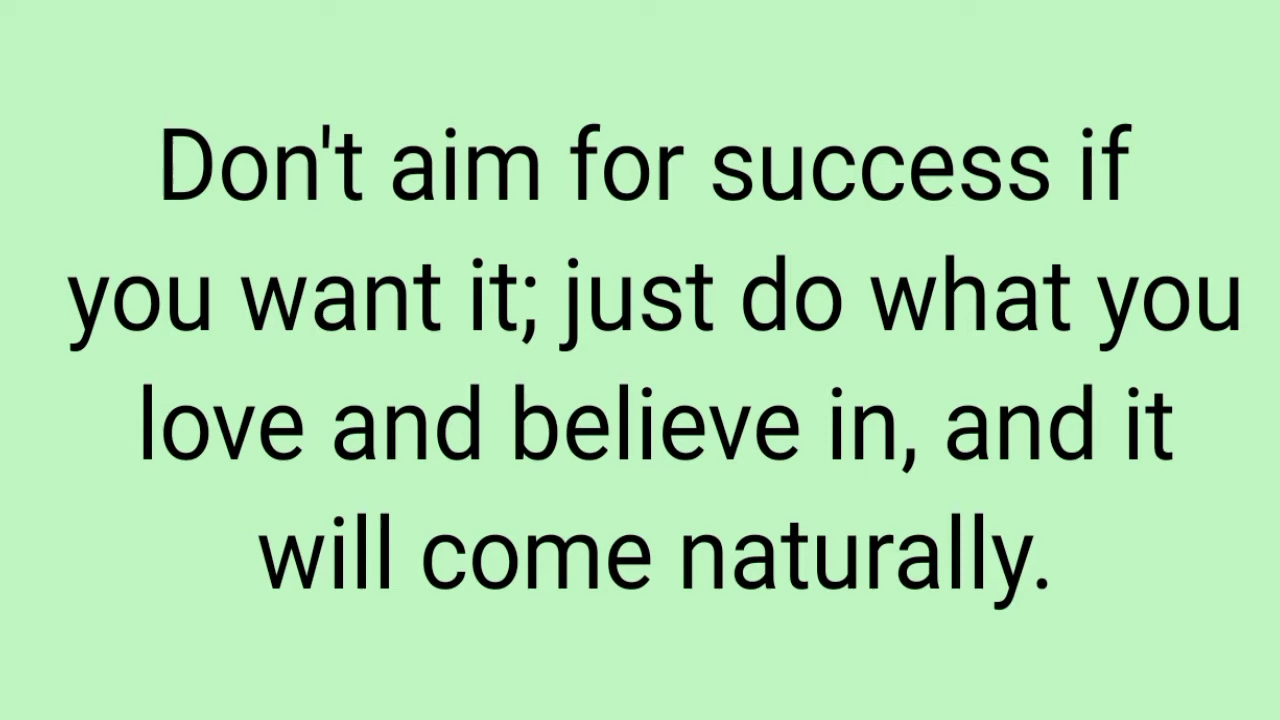 Don't aim for success if
you want it; just do what you
love and believe in, and it
will come naturally.